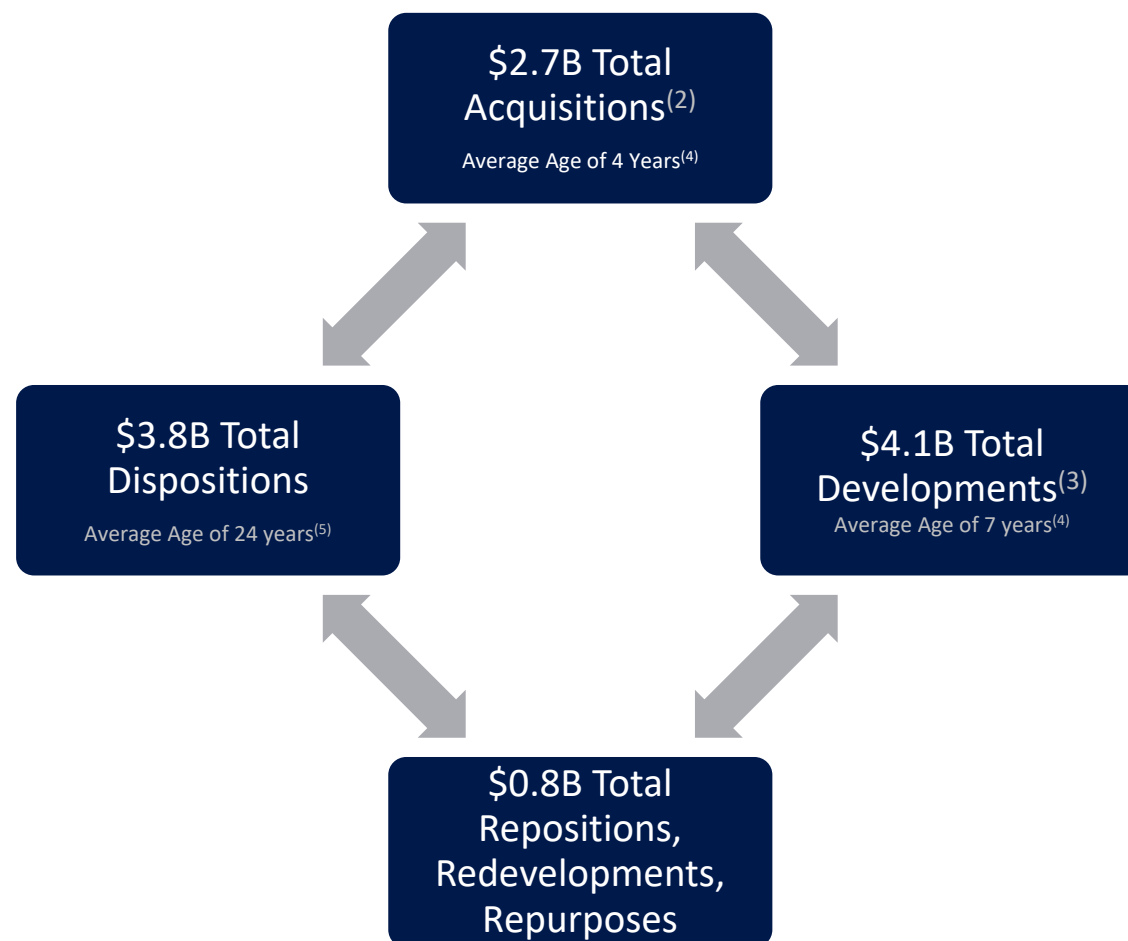 $2.7B Total
Acquisitions(2)
Average Age of 4 Years(4)
$3.8B Total
Dispositions
Average Age of 24 years(5)
$4.1B Total
Developments(3)
Average Age of 7 years(4)
$0.8B Total
Repositions,
Redevelopments,
Repurposes